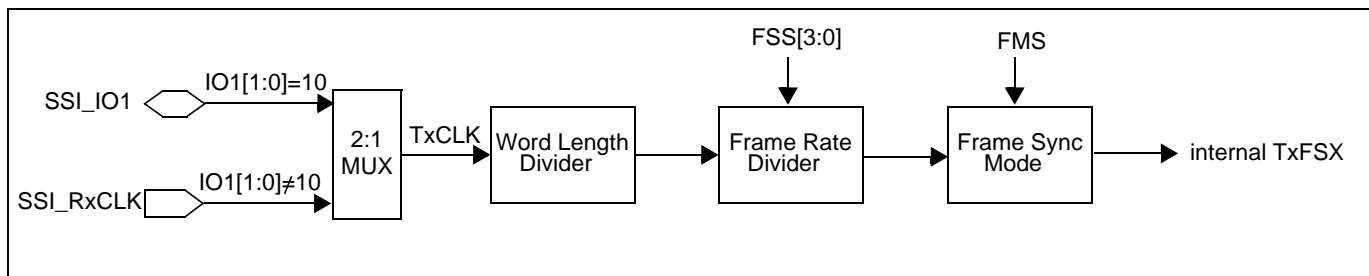 FSS[3:0]
FMS
IO1[1:0]=10
SSI_IO1
2:1
MUX
TxCLK
Word Length
Divider
Frame Rate
Divider
Frame Sync
Mode
internal TxFSX
IO1[1:0]≠10
SSI_RxCLK